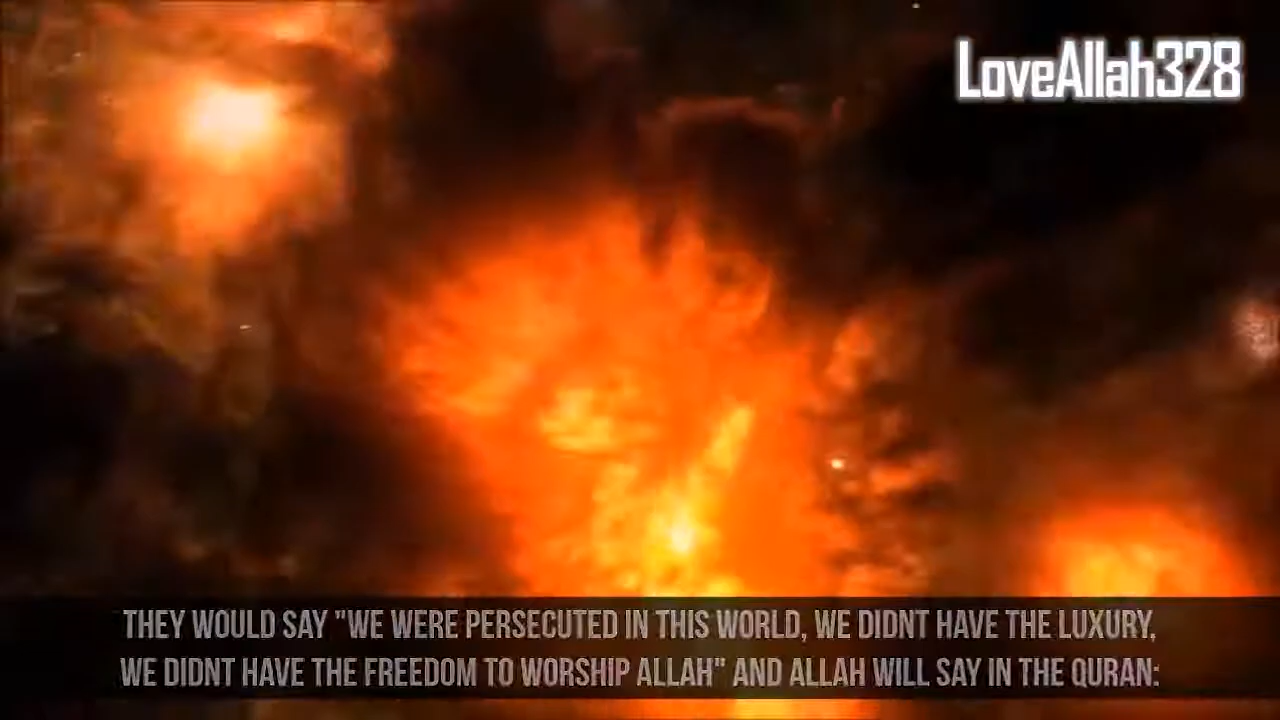 LoveAllah328
THEY WOULD SAY "WE WERE PERSECUTED IN THIS WORLD, WE DIDNT HAVE THE LUXURY,
WE DIDNT HAVE THE FREEDOM TO WORSHIP ALLAH" AND ALLAH WILL SAY IN THE QURAN: